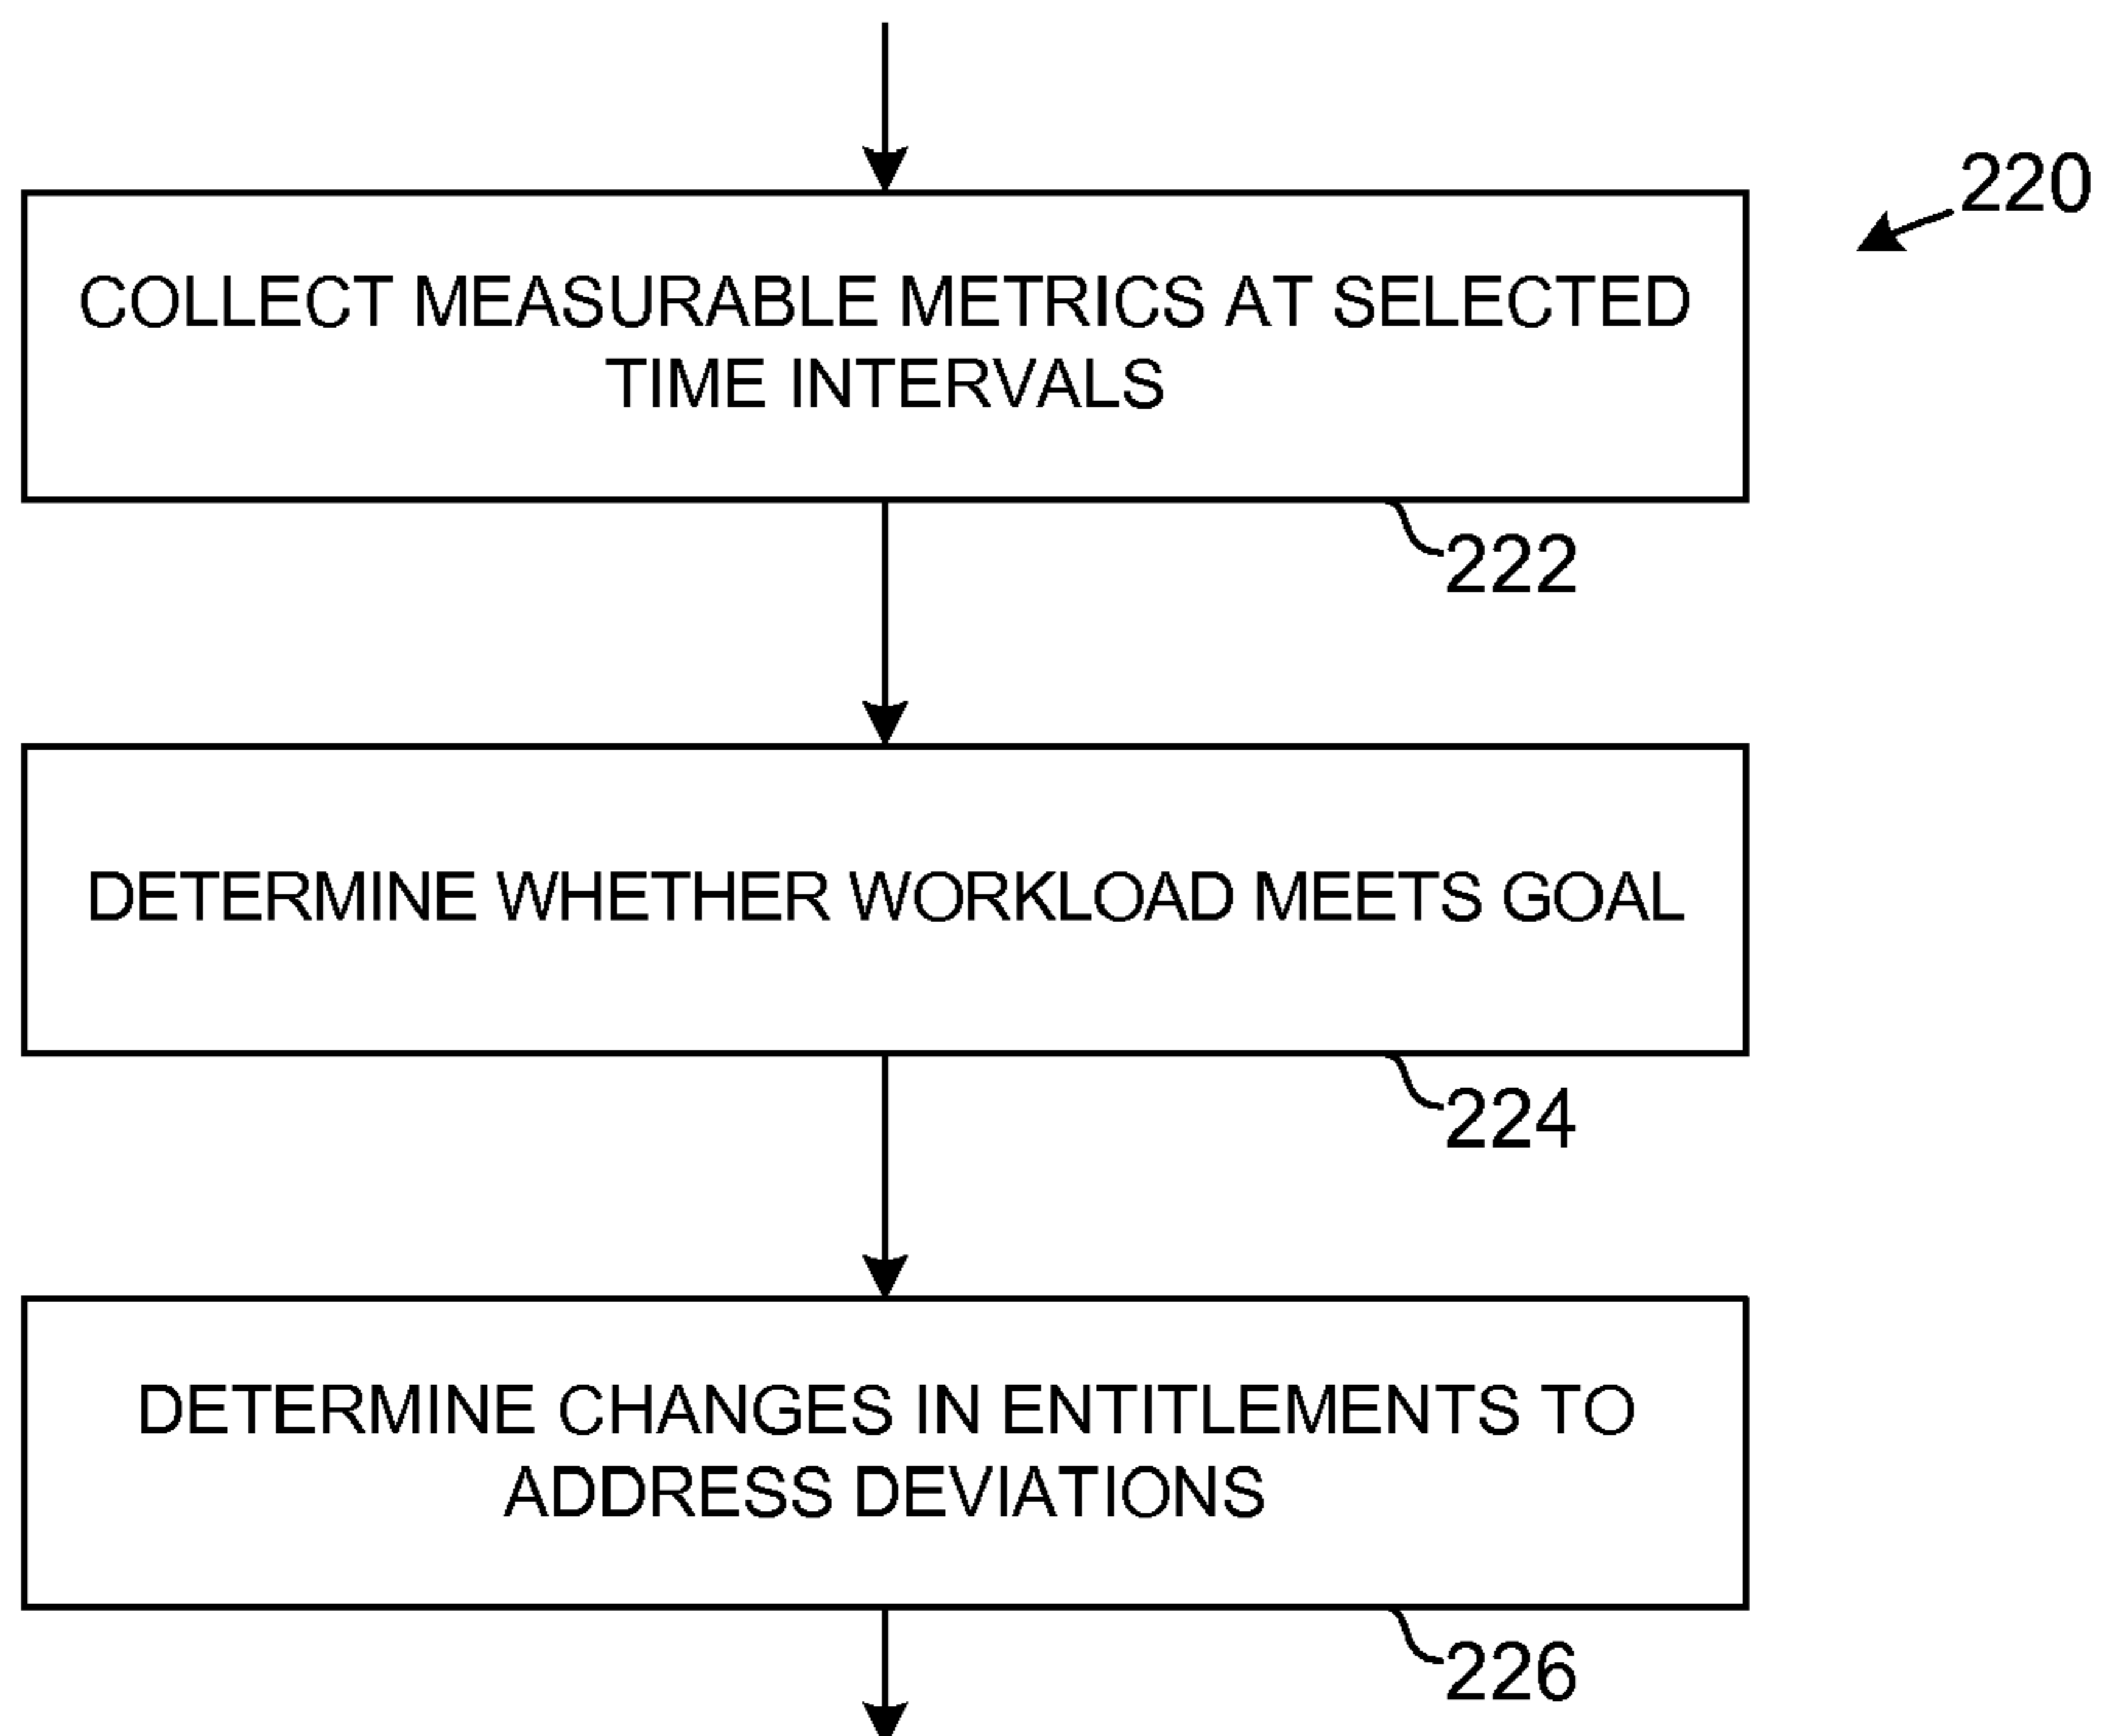 220
COLLECT MEASURABLE METRICS AT SELECTED
TIME INTERVALS
222
DETERMINE WHETHER WORKLOAD MEETS GOAL
224
DETERMINE CHANGES IN ENTITLEMENTS TO
ADDRESS DEVIATIONS
226